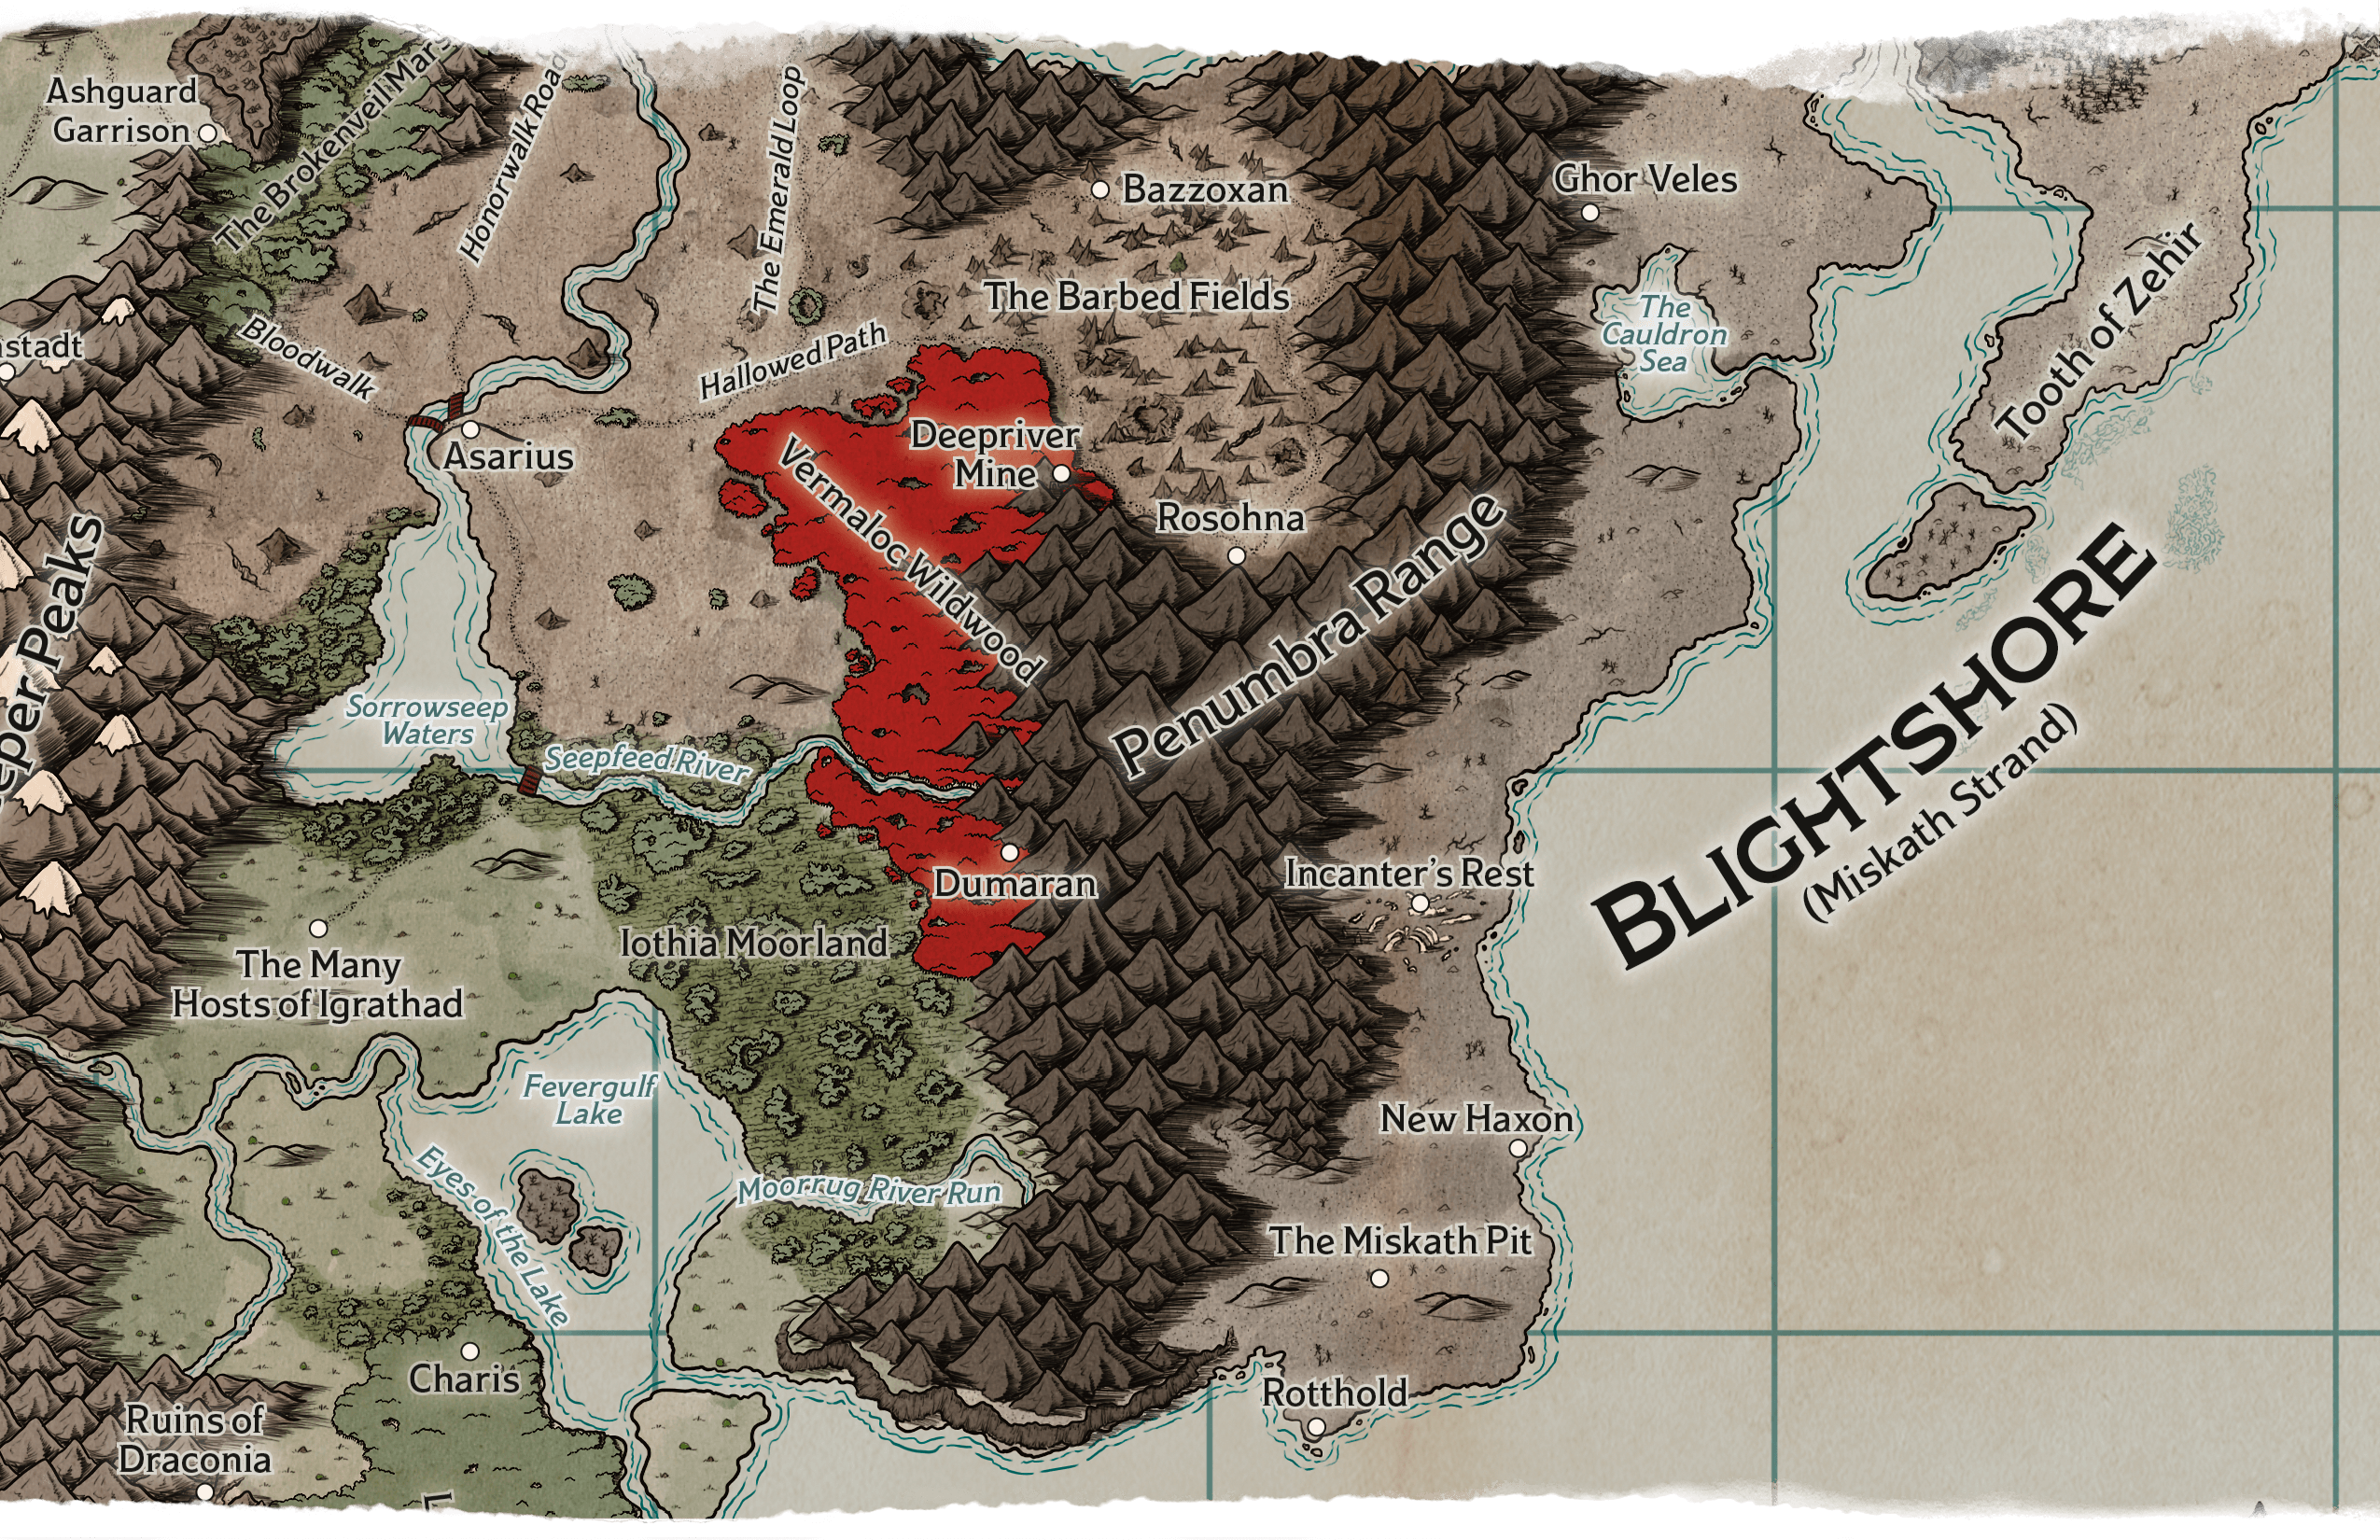 Ashguard
Garrison
The Brokenveil Mars
Honorwalk Road
The Emerald Loop
Bazzoxan
Ghor Veles
The Barbed Fields
The
Cauldron
Sea
Tooth of Zehir
Bloodwalk
Hallowed Path
Asarius
Deepriver
Mine
Vermaloc Wildwood
Rosohna
Penumbra Range
eper Peaks
Sorrowseep
Waters
Seepfeed River
BLIGHTSHORE
(Miskath Strand)
Dumaran
Incanter's Rest
Iothia Moorland
The Many
Hosts of Igrathad
Fevergulf
Lake
Eyes of the Lake
Moorrug River Run
New Haxon
The Miskath Pit
Charis
Rotthold
Ruins of
Draconia